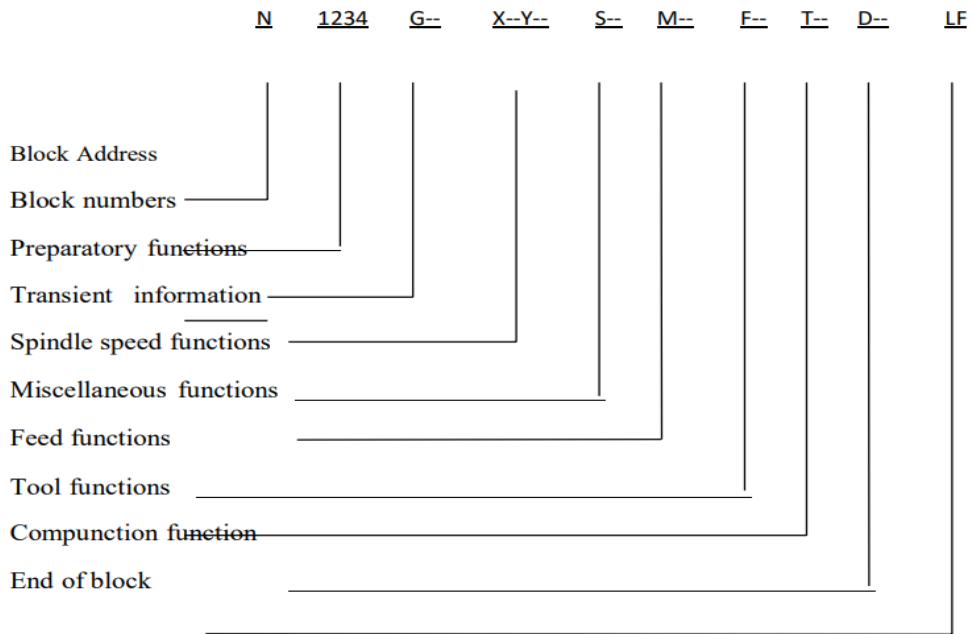 N 1234 G-- X--Y-- S-- M-- F-- T-- D-- LF
Block Address
Block numbers
Preparatory functions
Transient information
Spindle speed functions
Miscellaneous functions
Feed functions
Tool functions
Compunction function
End of block